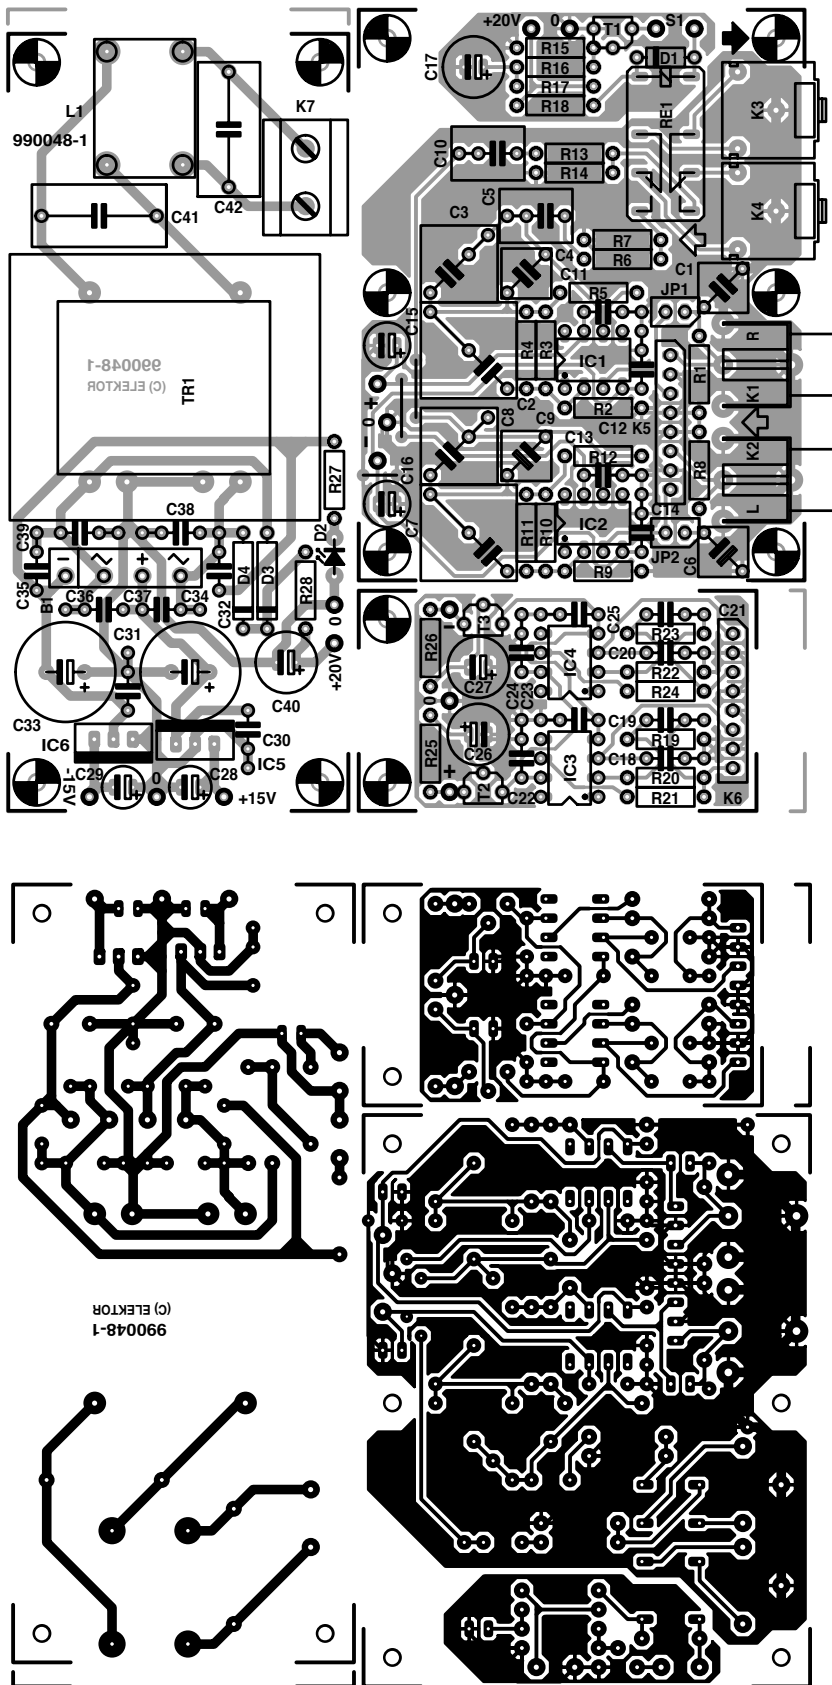 L1
990048-1
C42
K7
C41
990048-1
(C) ELEKTOR
TR1
R27
C39
C38
D2
C35
B1
−
+
C36
C37
C34
C32
D4
D3
R28
0
+20V
C31
C33
+
+
C40
IC6
C30
IC5
C29
C28
-15V
0
+15V
+20V
0
T1
S1
C17
R15
R16
R17
R18
D1
RE1
K3
C10
R13
R14
K4
C5
C3
R7
R6
C4
C11
C1
R5
JP1
C15
R4
R3
IC1
R
R1
K1
+
0
−
C2
R2
C12
K5
C8
C9
C13
K2
R12
R8
C16
C7
R11
R10
IC2
C14
L
JP2
C6
R9
R26
−
T3
C27
C24
C23
IC4
C25
C20
R23
R22
R24
C21
0
R25
C26
+
T2
C22
IC3
C19
R19
C18
R20
R21
K6
(C) ELEKTOR
990048-1